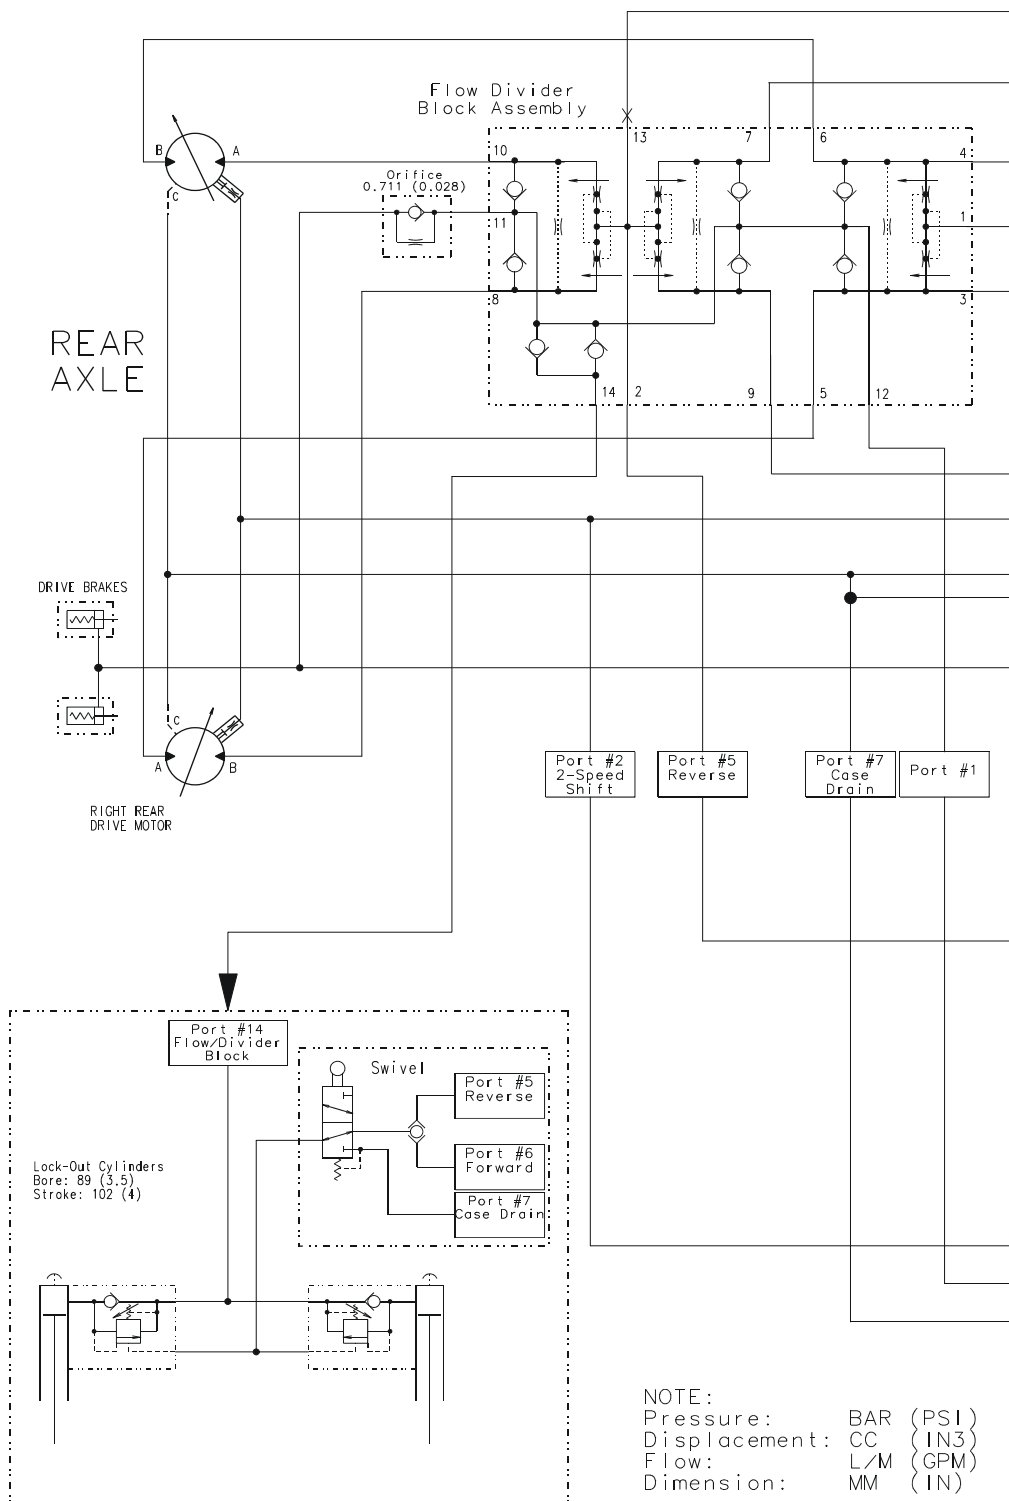 Flow Divider
Block Assembly
13
7
6
B
A
10
4
Orifice
0.711 (0.028)
C
11
1
8
3
REAR
AXLE
14
2
9
5
12
DRIVE BRAKES
C
A
B
Port #2
2-Speed
Shift
Port #5
Reverse
Port #7
Case
Drain
Port #1
RIGHT REAR
DRIVE MOTOR
Port #14
Flow/Divider
Block
Swivel
Port #5
Reverse
Port #6
Forward
Port #7
Case Drain
Lock-Out Cylinders
Bore: 89 (3.5)
Stroke: 102 (4)
NOTE:
Pressure: BAR (PSI)
Displacement: CC (IN3)
Flow: L/M (GPM)
Dimension: MM (IN)